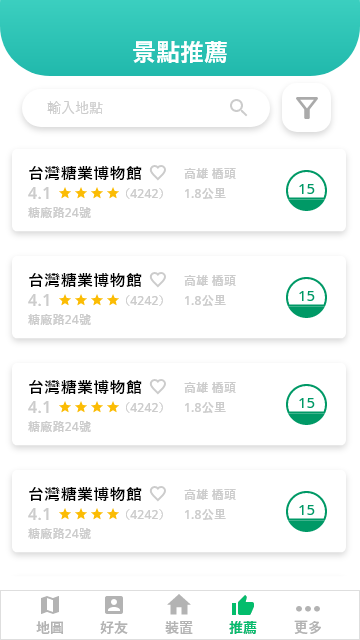 景點推薦
輸入地點
台灣糖業博物館 高雄 橋頭
4.1 (4242) 1.8公里 15
糖廠路24號
台灣糖業博物館 高雄 橋頭
4.1 (4242) 1.8公里 15
糖廠路24號
台灣糖業博物館 高雄 橋頭
4.1 (4242) 1.8公里 15
糖廠路24號
台灣糖業博物館 高雄 橋頭
4.1 (4242) 1.8公里 15
糖廠路24號
地圖 好友 裝置 推薦 更多